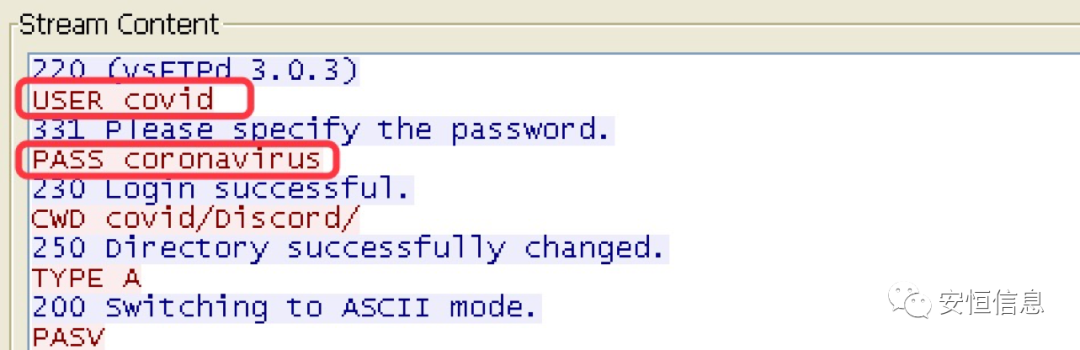 Stream Content
220 (vsFTPd 3.0.3)
USER covid
331 Please specify the password.
PASS coronavirus
230 Login successful.
CWD covid/Discord/
250 Directory successfully changed.
TYPE A
200 Switching to ASCII mode.
PASV
安恒信息